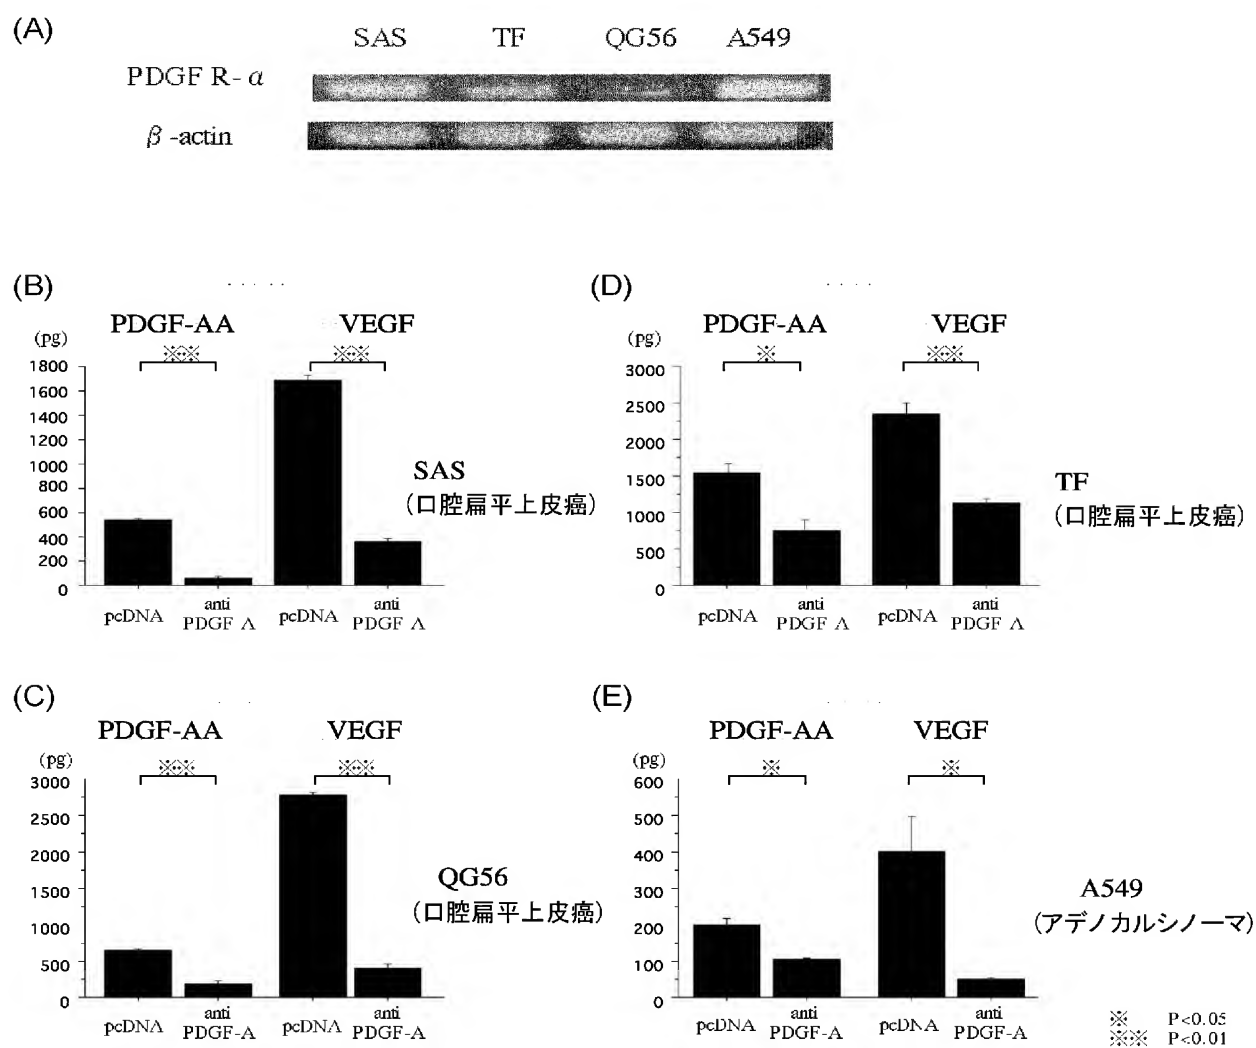 (A)
SAS TF QG56 A549
PDGF R-α
β-actin
(B)
PDGF-AA VEGF
(pg)
※※ ※※
1800
1600
1400
1200
1000
800
600
400
200
0
pcDNA anti PDGF-A pcDNA anti PDGF-A
SAS
(口腔扁平上皮癌)
(D)
PDGF-AA VEGF
(pg)
※ ※※
3000
2500
2000
1500
1000
500
0
pcDNA anti PDGF-A pcDNA anti PDGF-A
TF
(口腔扁平上皮癌)
(C)
PDGF-AA VEGF
(pg)
※※ ※※
3000
2500
2000
1500
1000
500
0
pcDNA anti PDGF-A pcDNA anti PDGF-A
QG56
(口腔扁平上皮癌)
(E)
PDGF-AA VEGF
(pg)
※ ※
600
500
400
300
200
100
0
pcDNA anti PDGF-A pcDNA anti PDGF-A
A549
(アデノカルシノーマ)
※ P<0.05
※※ P<0.01